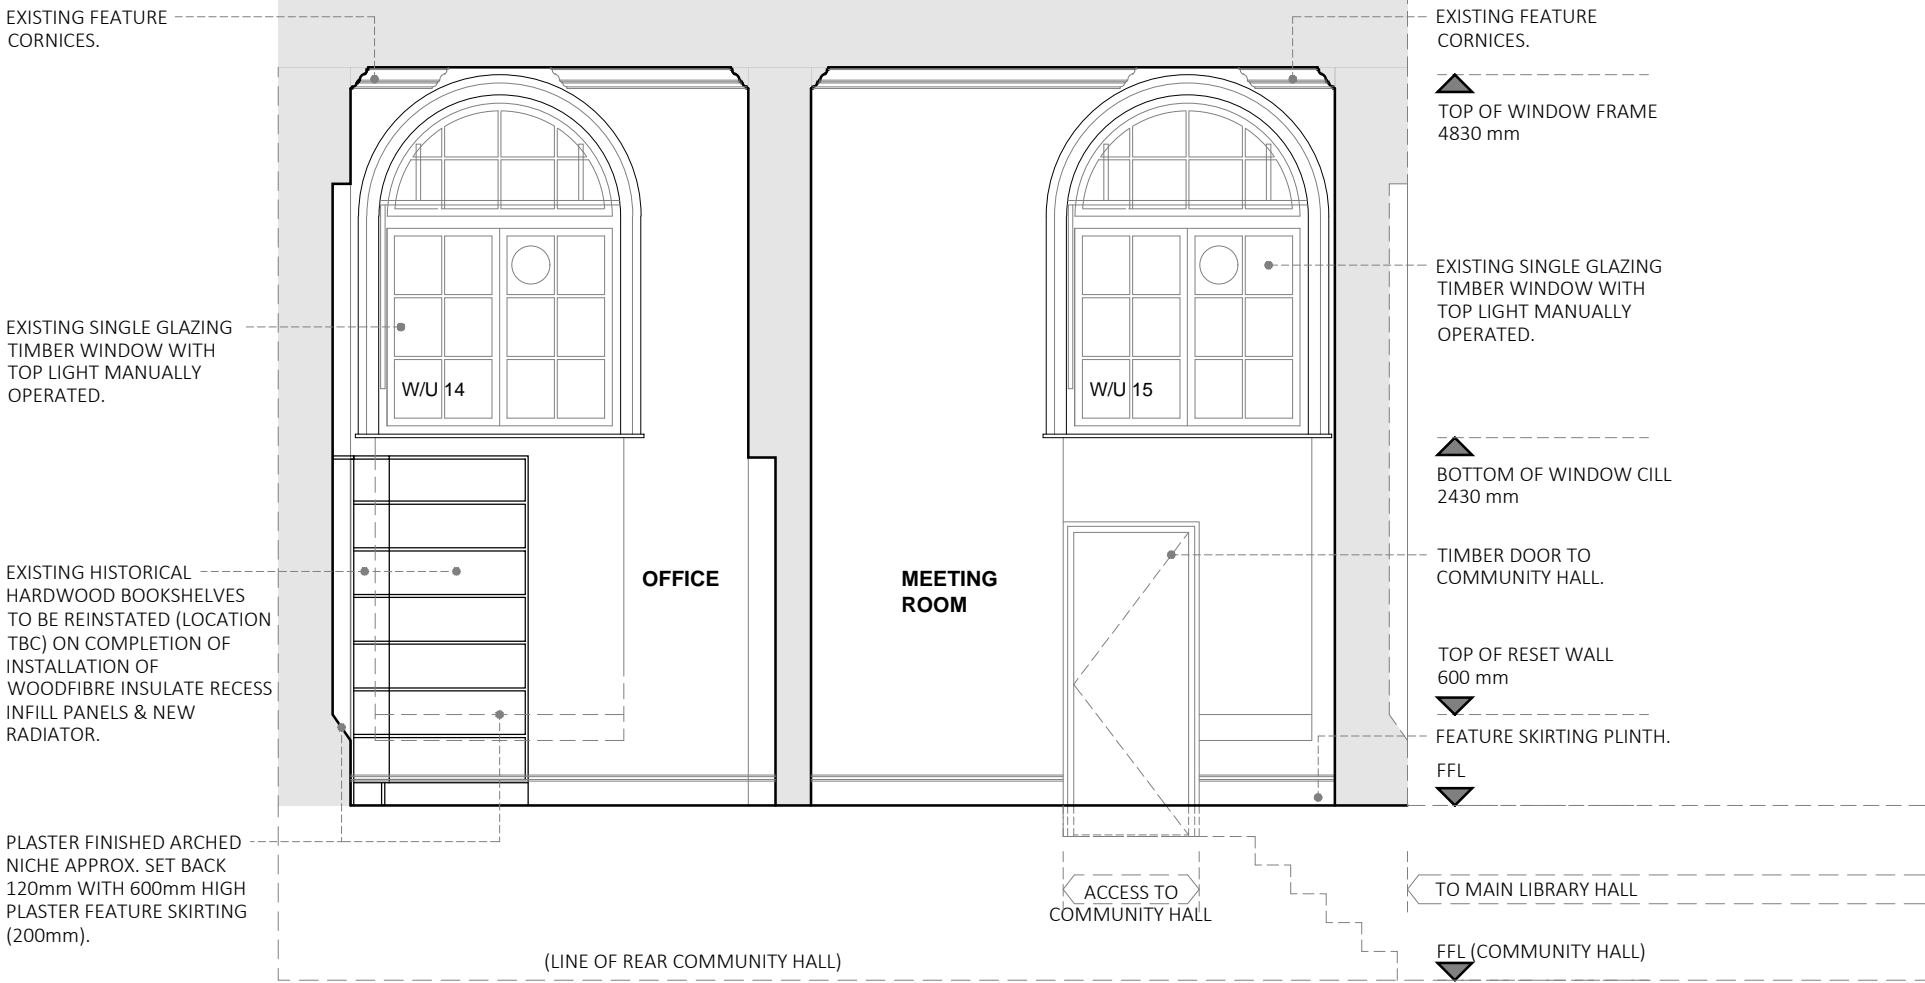 EXISTING FEATURE
CORNICES.
EXISTING SINGLE GLAZING
TIMBER WINDOW WITH
TOP LIGHT MANUALLY
OPERATED.
EXISTING HISTORICAL
HARDWOOD BOOKSHELVES
TO BE REINSTATED (LOCATION
TBC) ON COMPLETION OF
INSTALLATION OF
WOODFIBRE INSULATE RECESS
INFILL PANELS & NEW
RADIATOR.
PLASTER FINISHED ARCHED
NICHE APPROX. SET BACK
120mm WITH 600mm HIGH
PLASTER FEATURE SKIRTING
(200mm).
W/U 14
OFFICE
MEETING
ROOM
W/U 15
ACCESS TO
COMMUNITY HALL
(LINE OF REAR COMMUNITY HALL)
EXISTING FEATURE
CORNICES.
TOP OF WINDOW FRAME
4830 mm
EXISTING SINGLE GLAZING
TIMBER WINDOW WITH
TOP LIGHT MANUALLY
OPERATED.
BOTTOM OF WINDOW CILL
2430 mm
TIMBER DOOR TO
COMMUNITY HALL.
TOP OF RESET WALL
600 mm
FEATURE SKIRTING PLINTH.
FFL
TO MAIN LIBRARY HALL
FFL (COMMUNITY HALL)